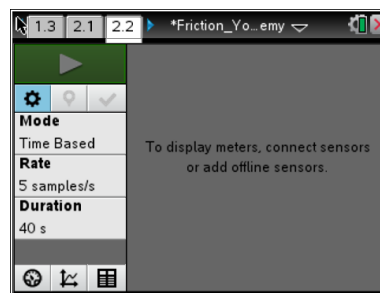 1.3 2.1 2.2 *Friction_Yo...emy
Mode
Time Based
Rate
5 samples/s
Duration
40 s
To display meters, connect sensors
or add offline sensors.